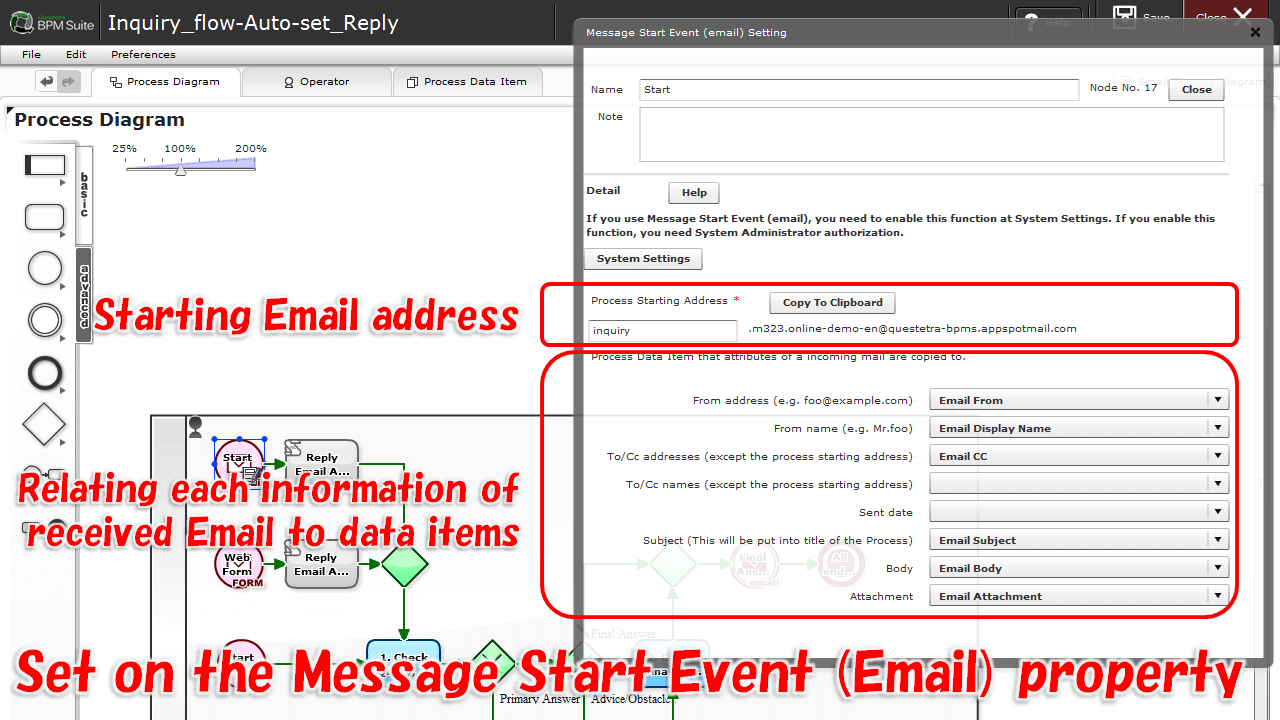 Questetra
BPM Suite
Inquiry_flow-Auto-set_Reply
Help
Save
Close
File
Edit
Preferences
Message Start Event (email) Setting
Process Diagram
Operator
Process Data Item
Process Diagram
25%
100%
200%
basic
advanced
Name
Start
Node No. 17
Close
Note
Detail
Help
If you use Message Start Event (email), you need to enable this function at System Settings. If you enable this
function, you need System Administrator authorization.
System Settings
Starting Email address
Process Starting Address *
Copy To Clipboard
inquiry
.m323.online-demo-en@questetra-bpms.appspotmail.com
Process Data Item that attributes of a incoming mail are copied to.
From address (e.g. foo@example.com)
Email From
From name (e.g. Mr.foo)
Email Display Name
To/Cc addresses (except the process starting address)
Email CC
To/Cc names (except the process starting address)
Sent date
Subject (This will be put into title of the Process)
Email Subject
Body
Email Body
Attachment
Email Attachment
Start
Reply
Email A...
Relating each information of
received Email to data items
Web
Form
FORM
Reply
Email A...
Final
Ans...
email
All
end...
Final Answer
Start
1. Check
Set on the Message Start Event (Email) property
Primary Answer
Advice/Obstacle